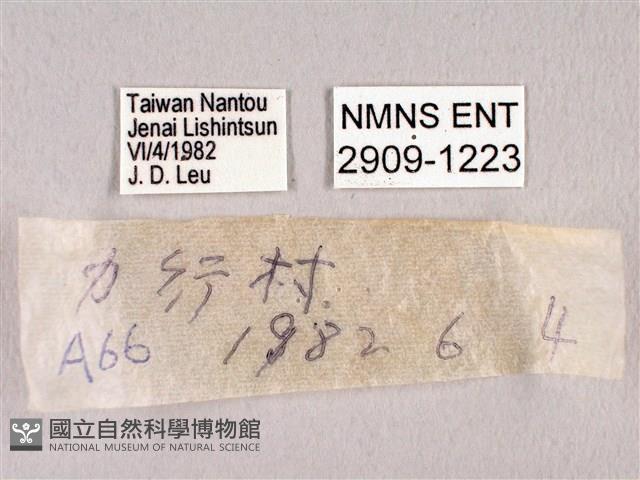 Taiwan Nantou
Jenai Lishintsun
VI/4/1982
J. D. Leu
NMNS ENT
2909-1223
力行村
A66 1982 6 4
國立自然科學博物館
NATIONAL MUSEUM OF NATURAL SCIENCE